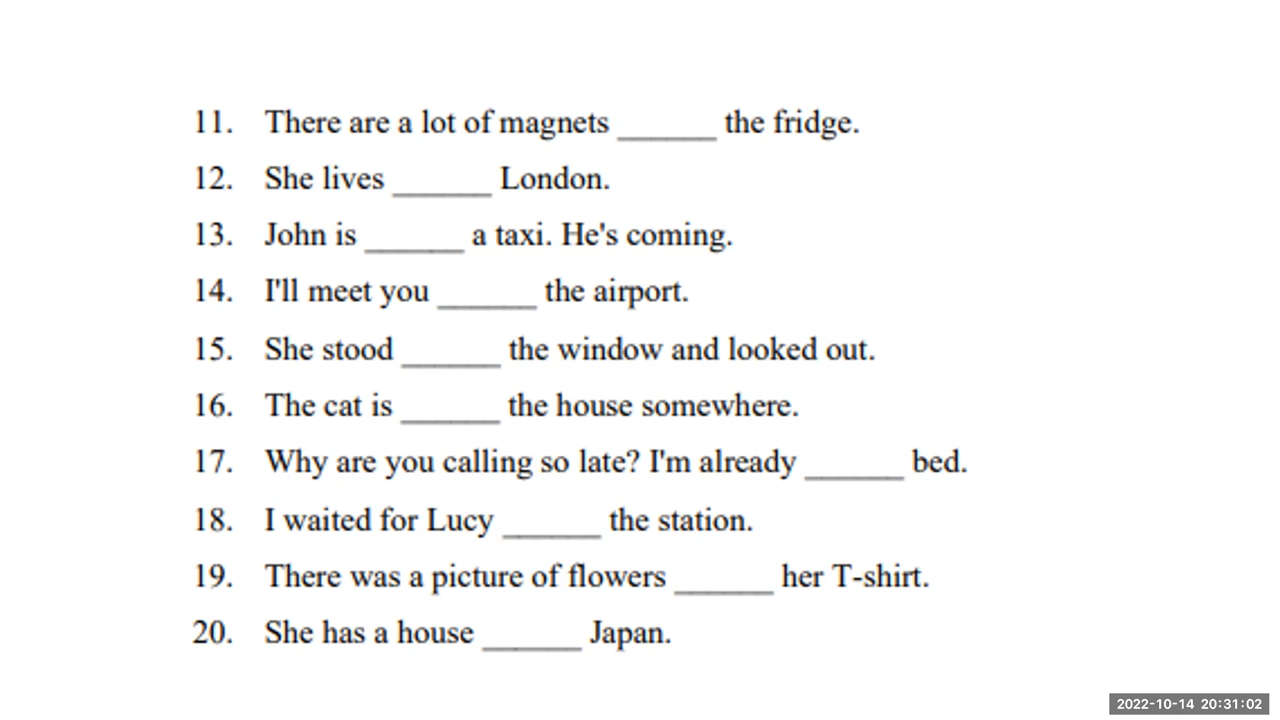 11. There are a lot of magnets ______ the fridge.
12. She lives ______ London.
13. John is ______ a taxi. He's coming.
14. I'll meet you ______ the airport.
15. She stood ______ the window and looked out.
16. The cat is ______ the house somewhere.
17. Why are you calling so late? I'm already ______ bed.
18. I waited for Lucy ______ the station.
19. There was a picture of flowers ______ her T-shirt.
20. She has a house ______ Japan.
2022-10-14 20:31:02